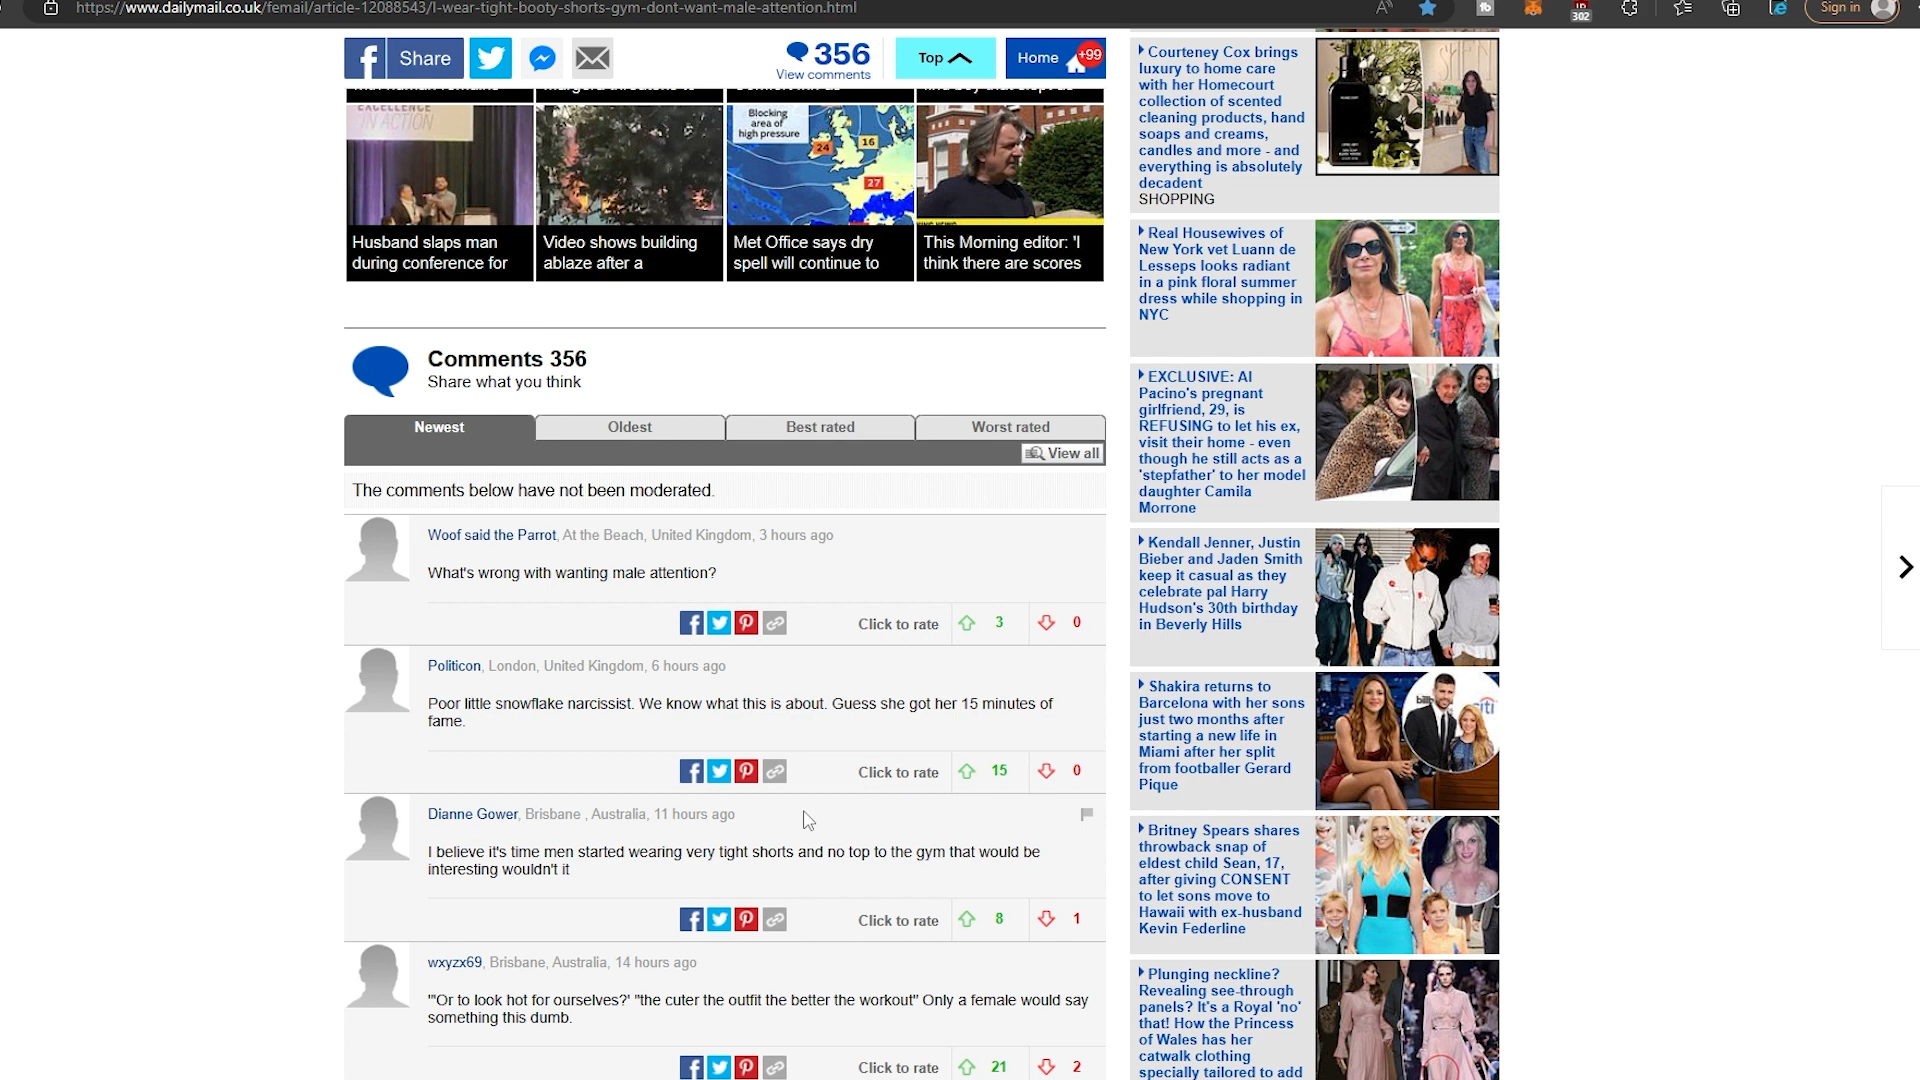 https://www.dailymail.co.uk/femail/article-12088543/I-wear-tight-booty-shorts-gym-dont-want-male-attention.html
Sign in
302
Share
356
View comments
Top
Home
+99
EXCELLENCE
IN ACTION
Blocking
area of
high pressure
24
16
27
Husband slaps man
during conference for
Video shows building
ablaze after a
Met Office says dry
spell will continue to
This Morning editor: 'I
think there are scores
Comments 356
Share what you think
Newest
Oldest
Best rated
Worst rated
View all
The comments below have not been moderated.
Woof said the Parrot, At the Beach, United Kingdom, 3 hours ago
What's wrong with wanting male attention?
Click to rate
3
0
Politicon, London, United Kingdom, 6 hours ago
Poor little snowflake narcissist. We know what this is about. Guess she got her 15 minutes of
fame.
Click to rate
15
0
Dianne Gower, Brisbane , Australia, 11 hours ago
I believe it's time men started wearing very tight shorts and no top to the gym that would be
interesting wouldn't it
Click to rate
8
1
wxyzx69, Brisbane, Australia, 14 hours ago
"'Or to look hot for ourselves?' "the cuter the outfit the better the workout" Only a female would say
something this dumb.
Click to rate
21
2
Courteney Cox brings
luxury to home care
with her Homecourt
collection of scented
cleaning products, hand
soaps and creams,
candles and more - and
everything is absolutely
decadent
SHOPPING
Real Housewives of
New York vet Luann de
Lesseps looks radiant
in a pink floral summer
dress while shopping in
NYC
EXCLUSIVE: Al
Pacino's pregnant
girlfriend, 29, is
REFUSING to let his ex,
visit their home - even
though he still acts as a
'stepfather' to her model
daughter Camila
Morrone
Kendall Jenner, Justin
Bieber and Jaden Smith
keep it casual as they
celebrate pal Harry
Hudson's 30th birthday
in Beverly Hills
Shakira returns to
Barcelona with her sons
just two months after
starting a new life in
Miami after her split
from footballer Gerard
Pique
Britney Spears shares
throwback snap of
eldest child Sean, 17,
after giving CONSENT
to let sons move to
Hawaii with ex-husband
Kevin Federline
Plunging neckline?
Revealing see-through
panels? It's a Royal 'no'
that! How the Princess
of Wales has her
catwalk clothing
specially tailored to add